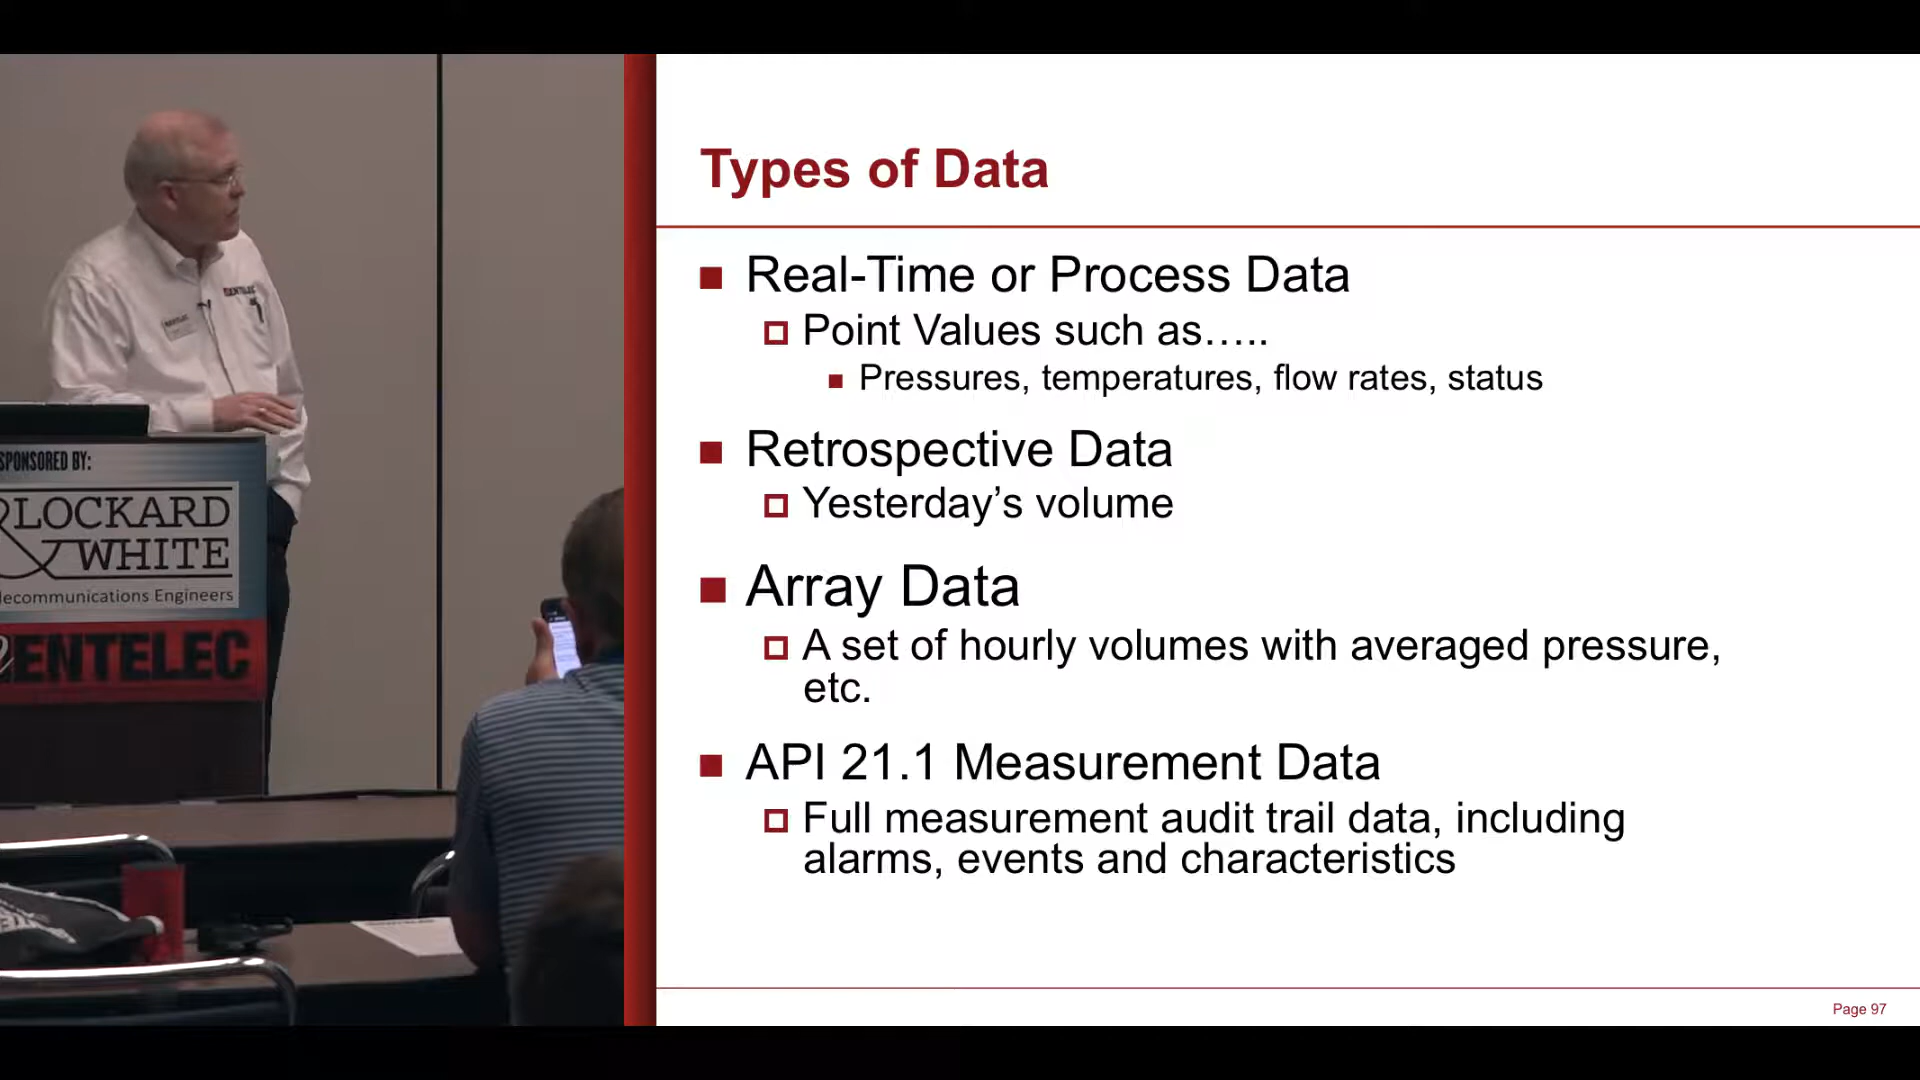 Types of Data
Real-Time or Process Data
Point Values such as…..
Pressures, temperatures, flow rates, status
Retrospective Data
Yesterday’s volume
Array Data
A set of hourly volumes with averaged pressure,
etc.
API 21.1 Measurement Data
Full measurement audit trail data, including
alarms, events and characteristics
Page 97
ENTELEC
SPONSORED BY:
LOCKARD
& WHITE
lecommunications Engineers
ENTELEC